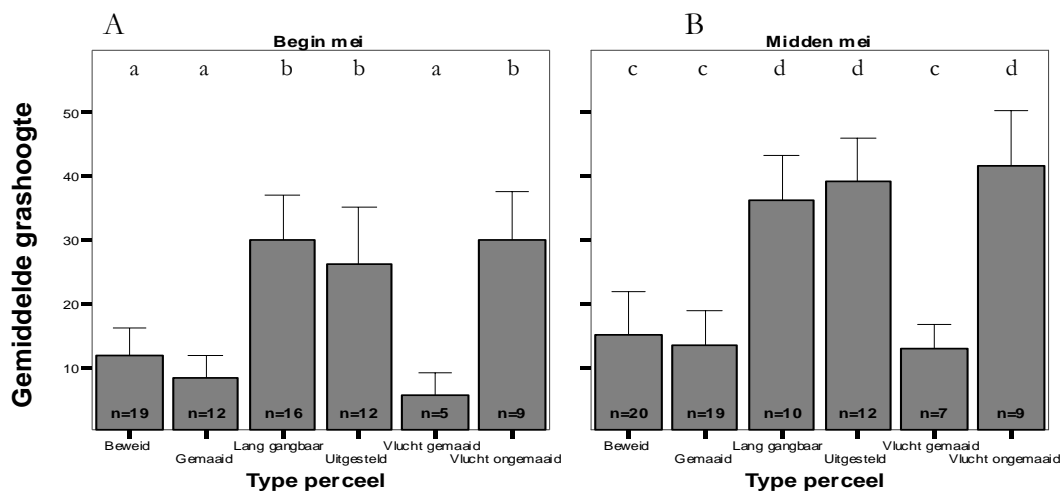 A
B
Begin mei
Midden mei
a a b b a b
c c d d c d
Gemiddelde grashoogte
50
40
30
20
10
n=19 n=12 n=16 n=12 n=5 n=9
n=20 n=19 n=10 n=12 n=7 n=9
Beweid Lang gangbaar Vlucht gemaaid
Gemaaid Uitgesteld Vlucht ongemaaid
Beweid Lang gangbaar Vlucht gemaaid
Gemaaid Uitgesteld Vlucht ongemaaid
Type perceel
Type perceel